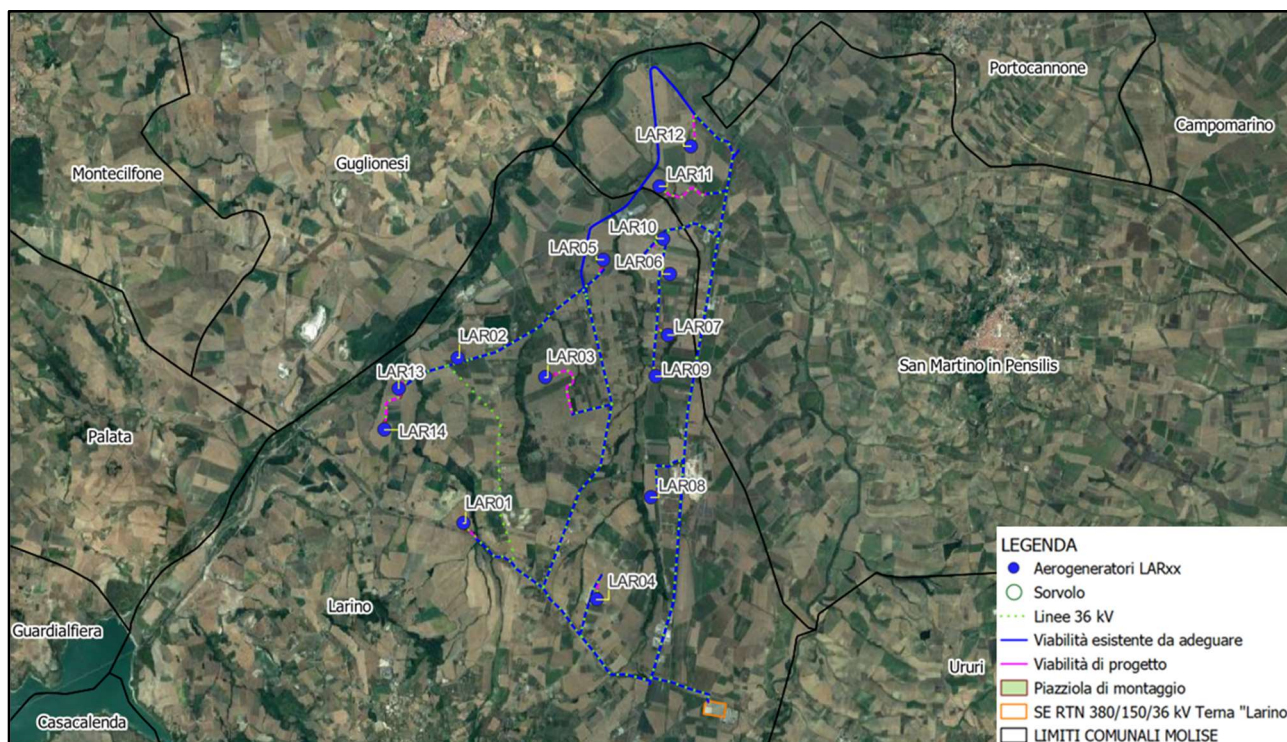 Portocannone
Campomarino
LAR12
Guglionesi
Montecilfone
LAR11
LAR10
LAR05
LAR06
LAR02
LAR07
LAR03
San Martino in Pensilis
LAR09
LAR13
LAR14
Palata
LAR08
LAR01
LAR04
Larino
Guardialfiera
Ururi
Casacalenda
LEGENDA
Aerogeneratori LARxx
Sorvolo
Linee 36 kV
Viabilità esistente da adeguare
Viabilità di progetto
Piazziola di montaggio
SE RTN 380/150/36 kV Terna "Larino
LIMITI COMUNALI MOLISE